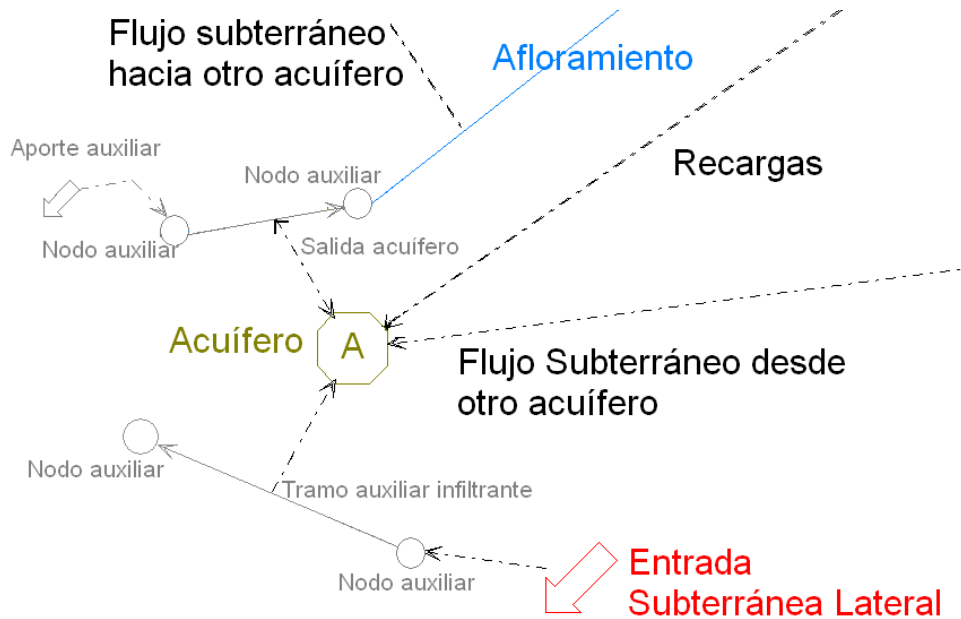 Flujo subterráneo
hacia otro acuífero
Afloramiento
Aporte auxiliar
Nodo auxiliar
Recargas
Nodo auxiliar
Salida acuífero
Acuífero
A
Flujo Subterráneo desde
otro acuífero
Nodo auxiliar
Tramo auxiliar infiltrante
Nodo auxiliar
Entrada
Subterránea Lateral